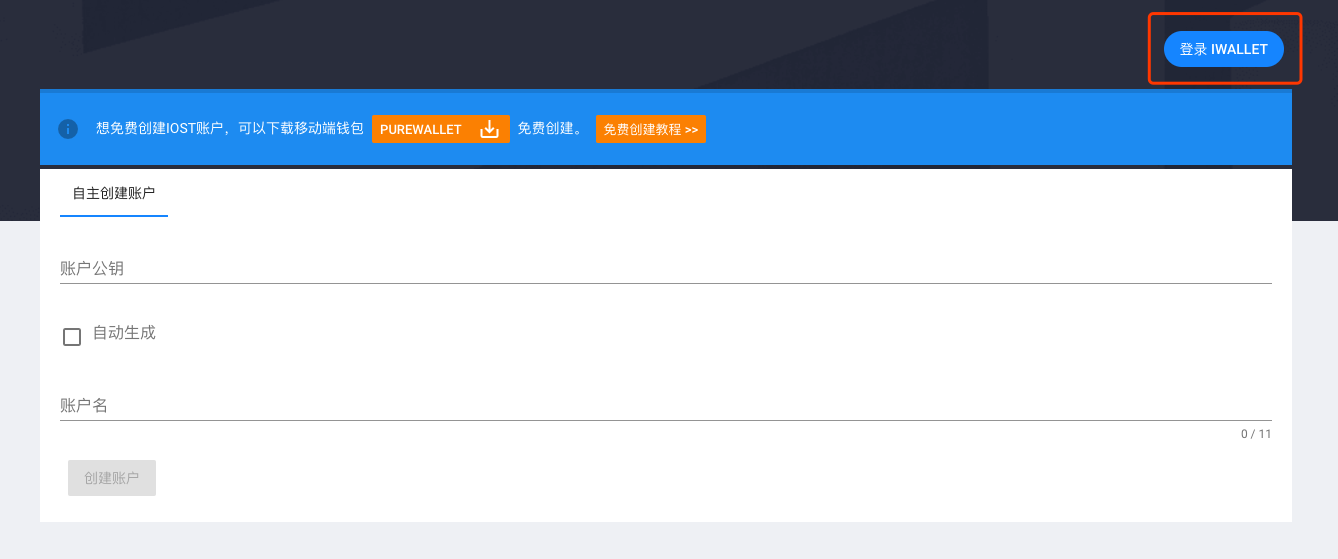 登录 IWALLET
想免费创建IOST账户，可以下载移动端钱包 PUREWALLET 免费创建。 免费创建教程 >>
自主创建账户
账户公钥
自动生成
账户名
0 / 11
创建账户